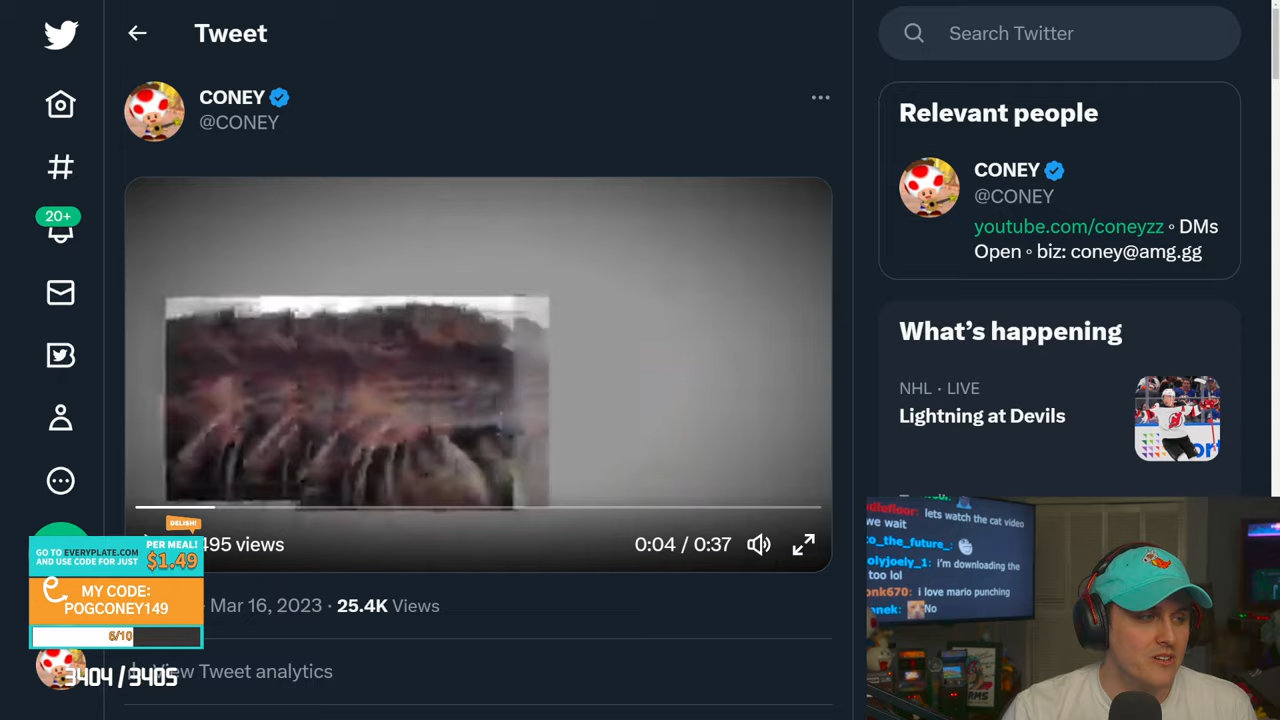 Tweet
CONEY
@CONEY
20+
495 views
0:04 / 0:37
Mar 16, 2023 · 25.4K Views
View Tweet analytics
DELISH!
GO TO EVERYPLATE.COM
AND USE CODE FOR JUST
PER MEAL!
$1.49
MY CODE:
POGCONEY149
6/10
3404 / 3405
Search Twitter
Relevant people
CONEY
@CONEY
youtube.com/coneyzz ◦ DMs
Open ◦ biz: coney@amg.gg
What's happening
NHL · LIVE
Lightning at Devils
lets watch the cat video
we wait
to_the_future_:
olyjoely_1: i'm downloading the
too lol
onk670: i love mario punching
nek: No